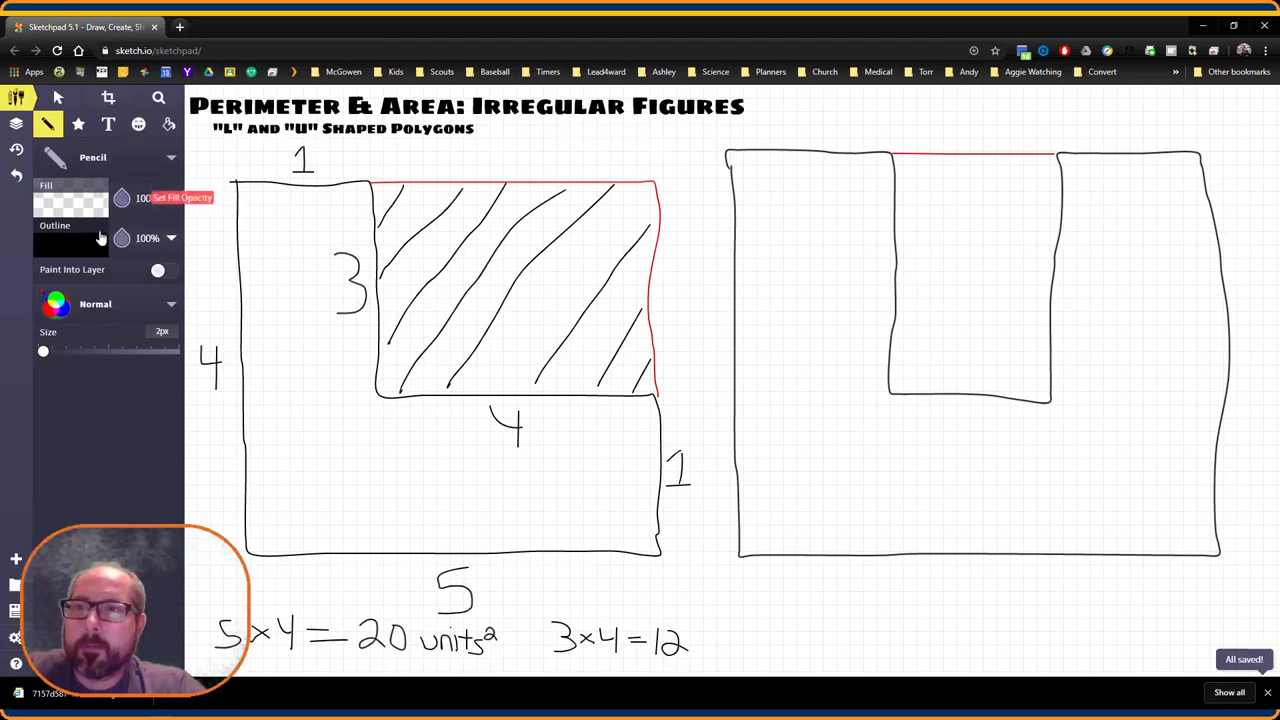 Sketchpad 5.1 - Draw, Create, Sh
sketch.io/sketchpad/
Apps
McGowen
Kids
Scouts
Baseball
Timers
Lead4ward
Ashley
Science
Planners
Church
Medical
Torr
Andy
Aggie Watching
Convert
»
Other bookmarks
Perimeter & Area: Irregular Figures
"L" and "U" Shaped Polygons
Pencil
Fill
100
Set Fill Opacity
Outline
100%
Paint Into Layer
Normal
Size
2px
1
3
4
4
1
5
5×4=20 units²
3×4=12
All saved!
7157d587
Show all